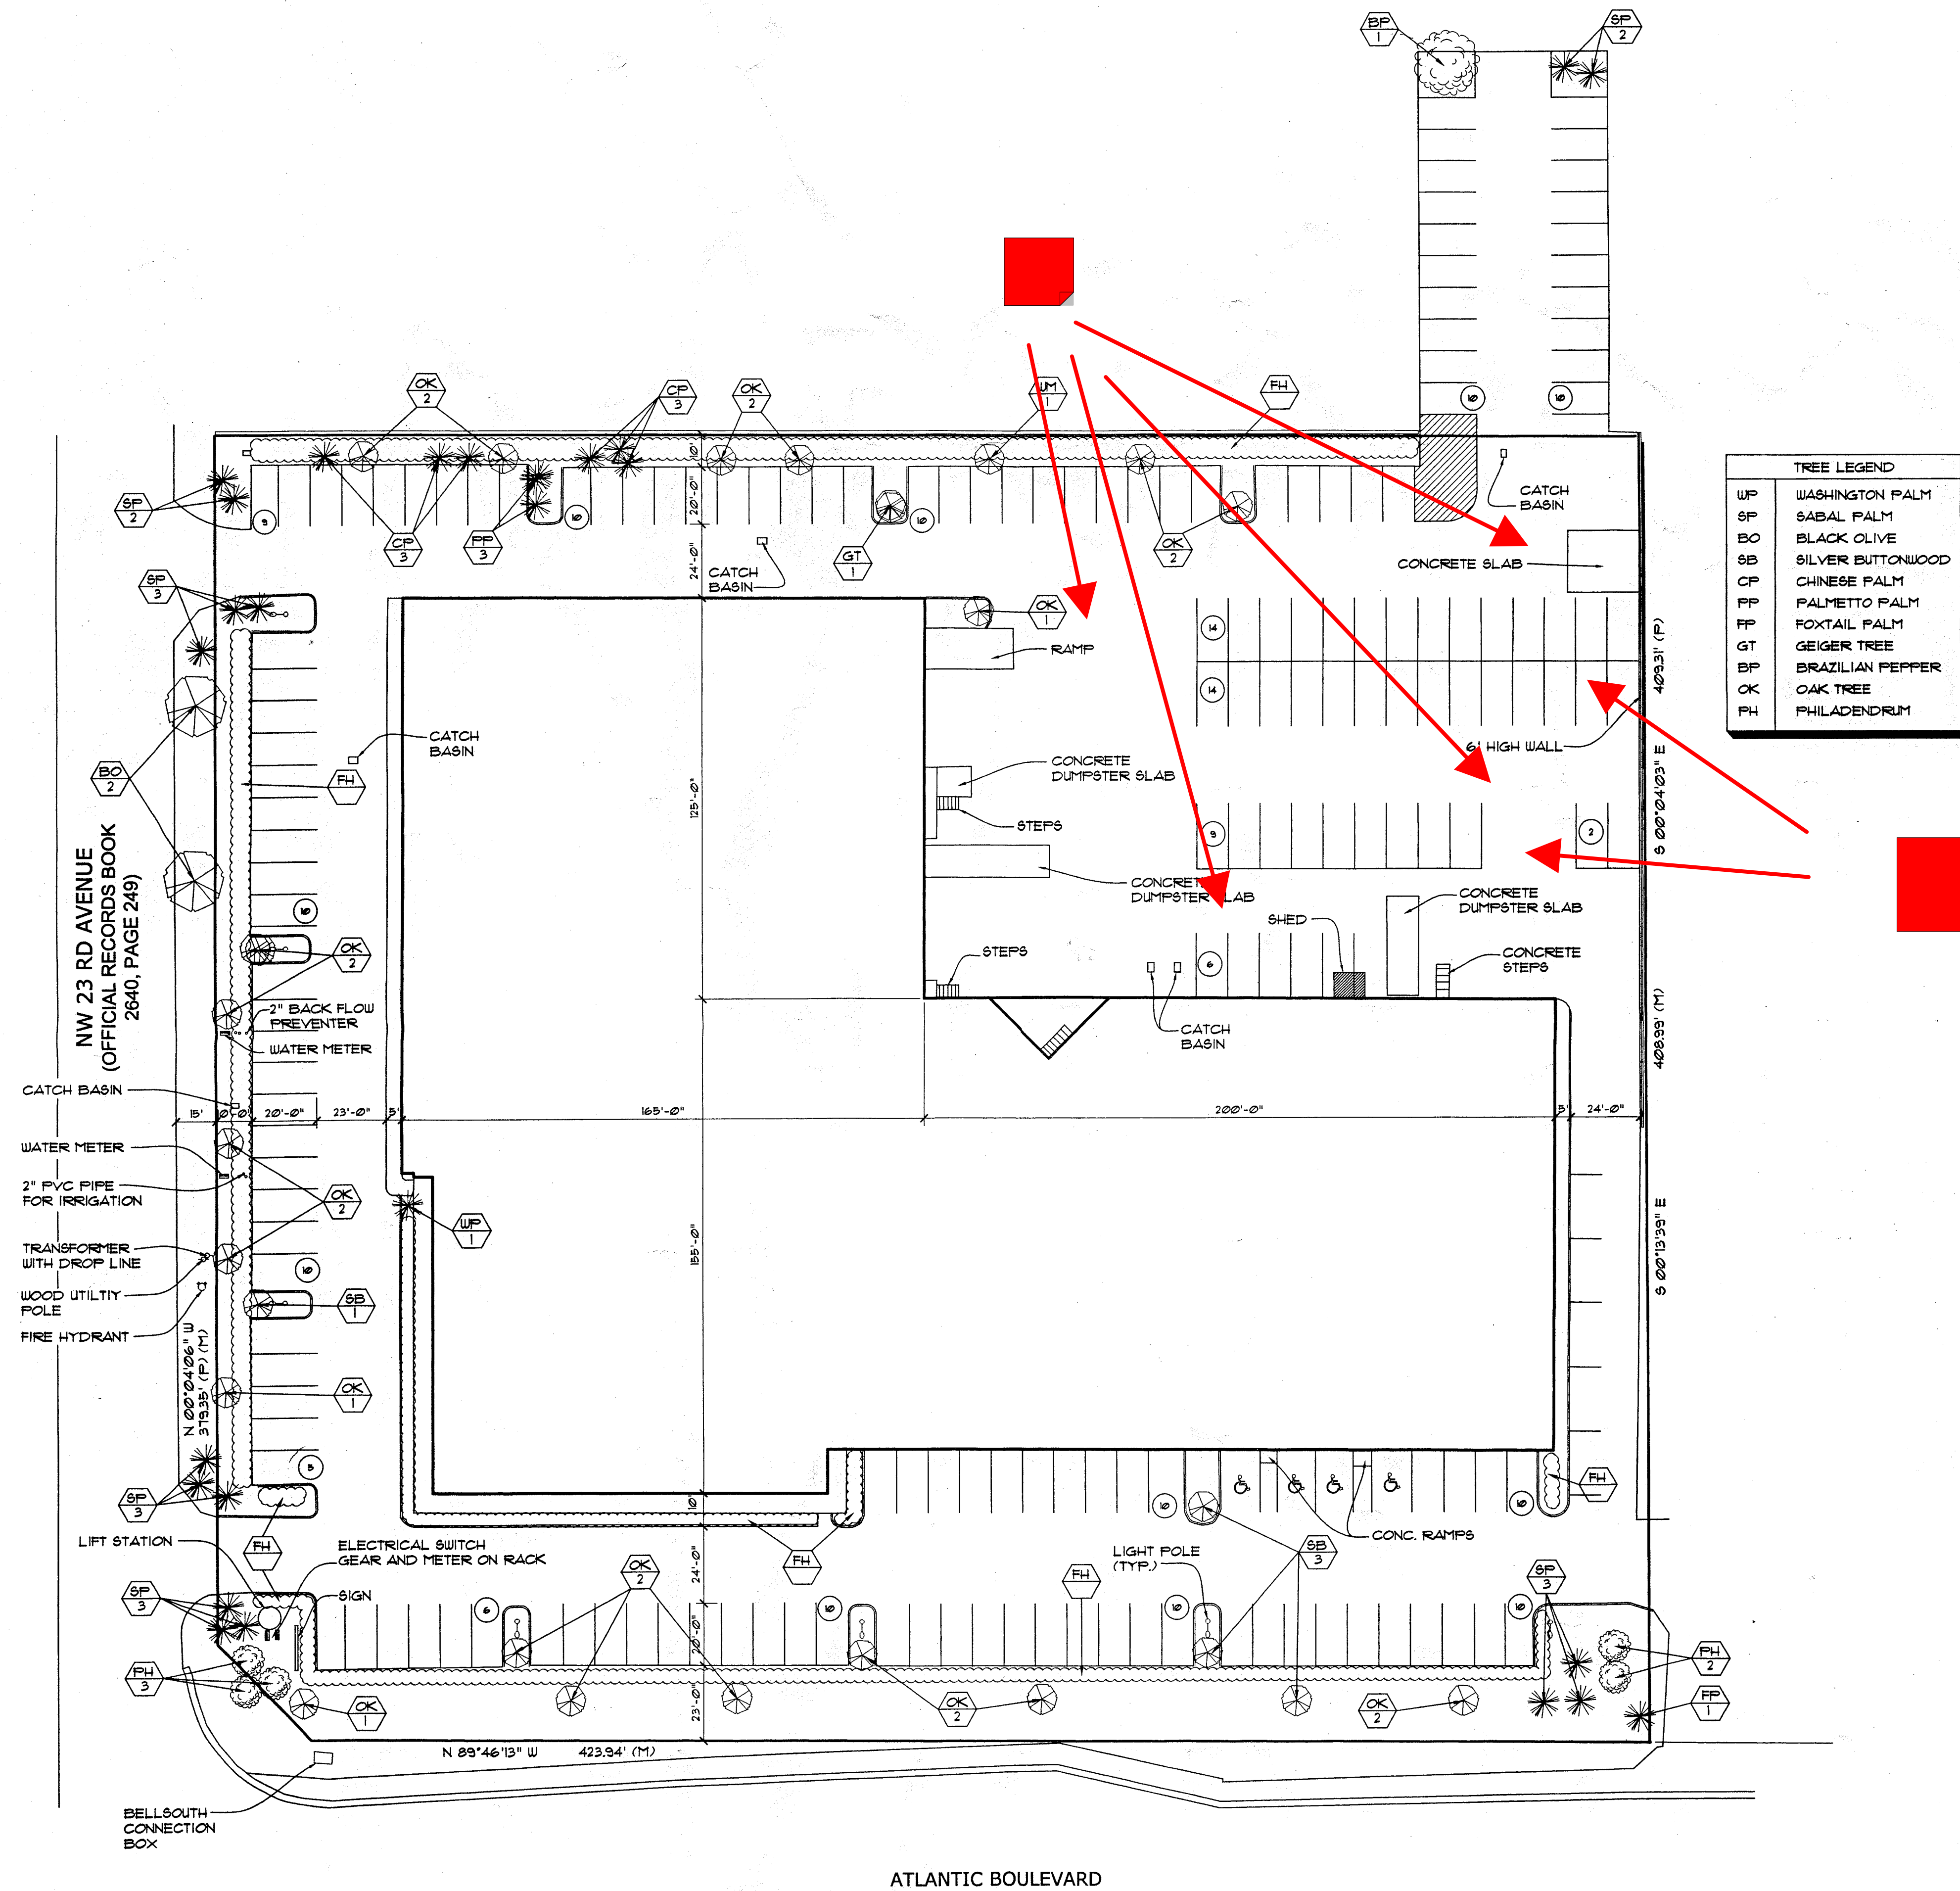 BP
1
SP
2
OK
2
CP
3
OK
2
WM
1
FH
10
10
10'
SP
2
9
CP
3
PP
3
10
20'-0"
24'-0"
CATCH
BASIN
GT
1
10
OK
2
CATCH
BASIN
CONCRETE SLAB
TREE LEGEND
WP WASHINGTON PALM
SP SABAL PALM
BO BLACK OLIVE
SB SILVER BUTTONWOOD
CP CHINESE PALM
PP PALMETTO PALM
FP FOXTAIL PALM
GT GEIGER TREE
BP BRAZILIAN PEPPER
OK OAK TREE
PH PHILADENDRUM
SP
3
OK
1
RAMP
14
14
409.31' (P)
6' HIGH WALL
S 00°04'03" E
408.99' (M)
S 00°13'39" E
BO
2
FH
CATCH
BASIN
125'-0"
CONCRETE
DUMPSTER SLAB
STEPS
9
2
CONCRETE
DUMPSTER SLAB
CONCRETE
DUMPSTER SLAB
SHED
STEPS
6
CONCRETE
STEPS
CATCH
BASIN
NW 23 RD AVENUE
(OFFICIAL RECORDS BOOK
2640, PAGE 249)
10
OK
2
2" BACK FLOW
PREVENTER
WATER METER
CATCH BASIN
15'
10'-0"
20'-0"
23'-0"
5'
165'-0"
200'-0"
5'
24'-0"
WATER METER
2" PVC PIPE
FOR IRRIGATION
OK
2
WP
1
TRANSFORMER
WITH DROP LINE
WOOD UTILTIY
POLE
FIRE HYDRANT
10
SB
1
155'-0"
N 00°04'06" W
379.35' (P) (M)
OK
1
5
SP
3
LIFT STATION
FH
ELECTRICAL SWITCH
GEAR AND METER ON RACK
SIGN
10'
FH
10
10
FH
CONC. RAMPS
SB
3
LIGHT POLE
(TYP.)
FH
OK
2
24'-0"
SP
3
SP
3
6
10
10
10
20'-0"
PH
3
PH
2
OK
1
23'-0"
OK
2
OK
2
FP
1
N 89°46'13" W 423.94' (M)
BELLSOUTH
CONNECTION
BOX
ATLANTIC BOULEVARD